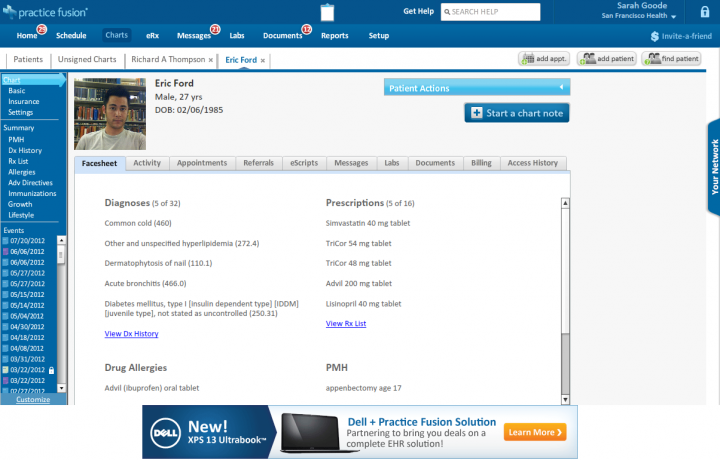 practice fusion
Get Help
SEARCH HELP
Sarah Goode
San Francisco Health
Home 29
Schedule
Charts
eRx
Messages 21
Labs
Documents 12
Reports
Setup
Invite-a-friend
Patients
Unsigned Charts
Richard A Thompson ×
Eric Ford ×
add appt.
add patient
find patient
Chart
Basic
Insurance
Settings
Summary
PMH
Dx History
Rx List
Allergies
Adv Directives
Immunizations
Growth
Lifestyle
Events
07/20/2012
06/06/2012
06/06/2012
05/27/2012
05/27/2012
05/15/2012
05/14/2012
05/04/2012
04/30/2012
04/18/2012
04/08/2012
03/31/2012
03/22/2012
03/22/2012
02/27/2012
Customize
Eric Ford
Male, 27 yrs
DOB: 02/06/1985
Patient Actions
Start a chart note
Your Network
Facesheet
Activity
Appointments
Referrals
eScripts
Messages
Labs
Documents
Billing
Access History
Diagnoses (5 of 32)
Common cold (460)
Other and unspecified hyperlipidemia (272.4)
Dermatophytosis of nail (110.1)
Acute bronchitis (466.0)
Diabetes mellitus, type I [insulin dependent type] [IDDM]
[juvenile type], not stated as uncontrolled (250.31)
View Dx History
Prescriptions (5 of 16)
Simvastatin 40 mg tablet
TriCor 54 mg tablet
TriCor 48 mg tablet
Advil 200 mg tablet
Lisinopril 40 mg tablet
View Rx List
Drug Allergies
Advil (ibuprofen) oral tablet
PMH
appenbectomy age 17
DELL
New!
XPS 13 Ultrabook™
Dell + Practice Fusion Solution
Partnering to bring you deals on a
complete EHR solution!
Learn More